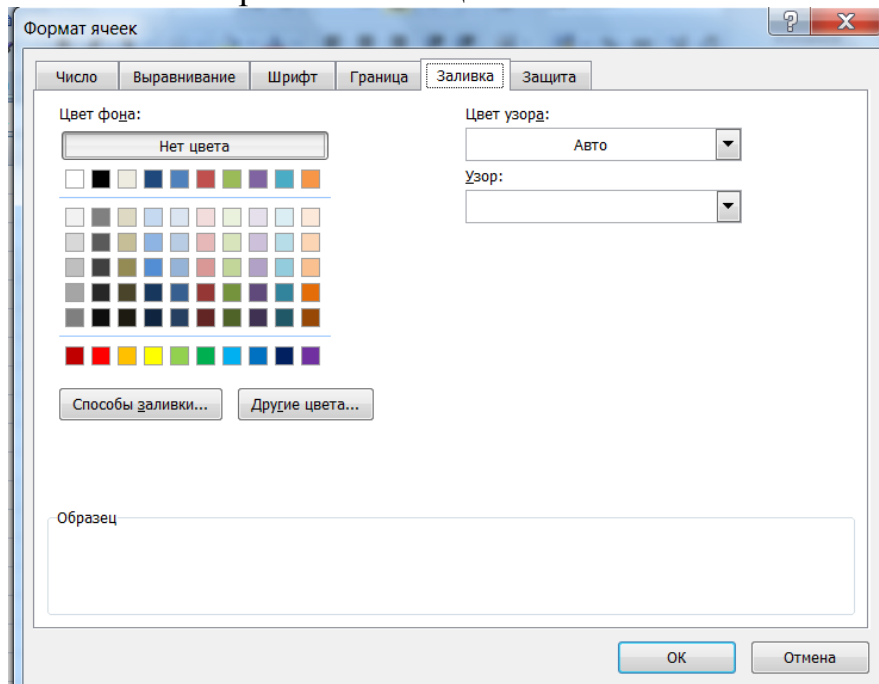 Формат ячеек
Число Выравнивание Шрифт Граница Заливка Защита
Цвет фона:
Нет цвета
Цвет узора:
Авто
Узор:
Способы заливки... Другие цвета...
Образец
ОК Отмена